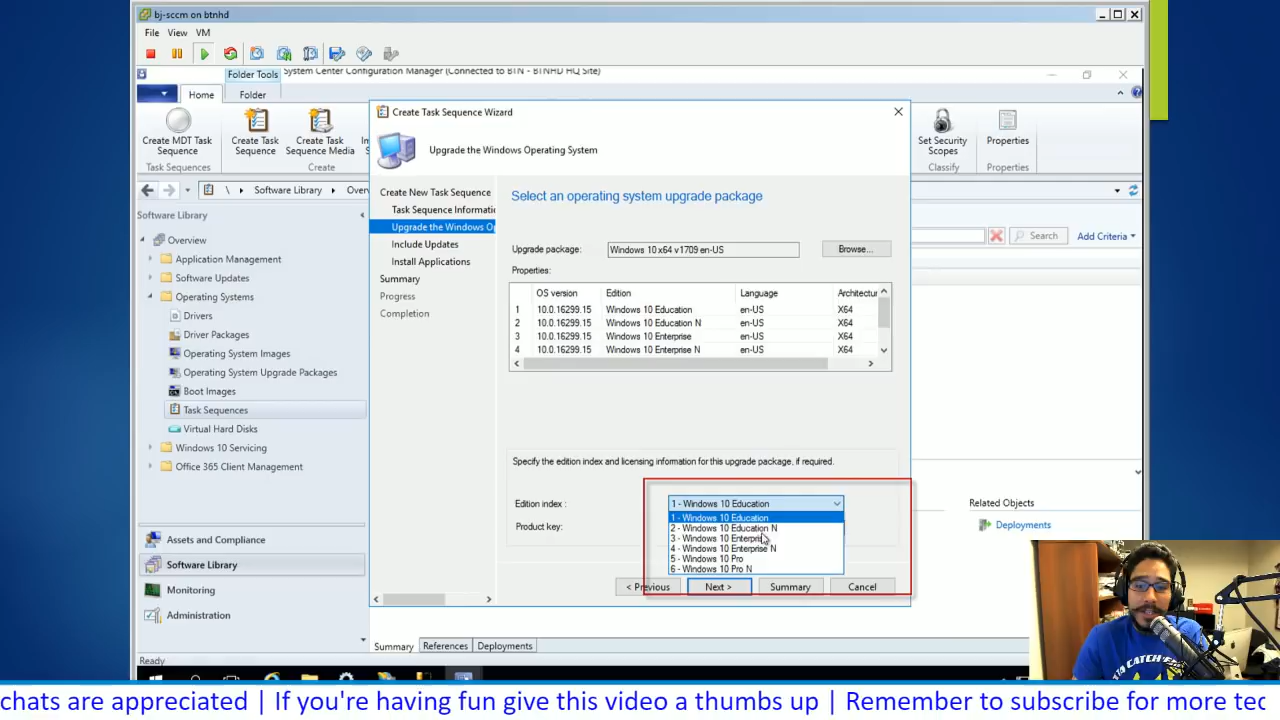 bj-sccm on btnhd
File View VM
Folder Tools
System Center Configuration Manager (Connected to BTN - BTNHD HQ Site)
Home
Folder
Create MDT Task
Sequence
Create Task
Sequence
Create Task
Sequence Media
Set Security
Scopes
Properties
Task Sequences
Create
Classify
Properties
\ Software Library
Software Library
Overview
Application Management
Software Updates
Operating Systems
Drivers
Driver Packages
Operating System Images
Operating System Upgrade Packages
Boot Images
Task Sequences
Virtual Hard Disks
Windows 10 Servicing
Office 365 Client Management
Assets and Compliance
Software Library
Monitoring
Administration
Ready
Create Task Sequence Wizard
Upgrade the Windows Operating System
Create New Task Sequence
Task Sequence Informati
Upgrade the Windows O
Include Updates
Install Applications
Summary
Progress
Completion
Select an operating system upgrade package
Upgrade package: Windows 10 x64 v1709 en-US Browse...
Properties:
OS version Edition Language Architectur
1 10.0.16299.15 Windows 10 Education en-US X64
2 10.0.16299.15 Windows 10 Education N en-US X64
3 10.0.16299.15 Windows 10 Enterprise en-US X64
4 10.0.16299.15 Windows 10 Enterprise N en-US X64
Specify the edition index and licensing information for this upgrade package, if required.
Edition index : 1 - Windows 10 Education
Product key:
1 - Windows 10 Education
2 - Windows 10 Education N
3 - Windows 10 Enterprise
4 - Windows 10 Enterprise N
5 - Windows 10 Pro
6 - Windows 10 Pro N
< Previous Next > Summary Cancel
Search Add Criteria
Related Objects
Deployments
Summary References Deployments
chats are appreciated | If you're having fun give this video a thumbs up | Remember to subscribe for more tec